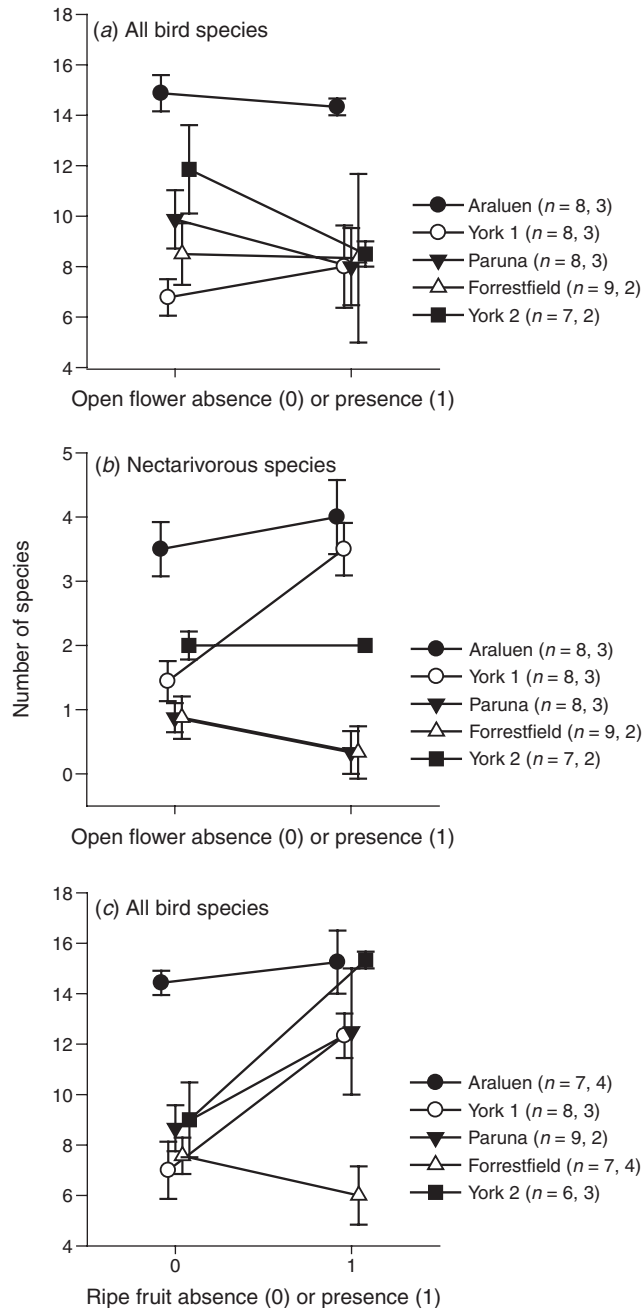 (a) All bird species
18
16
14
12
10
8
6
4
Araluen (n = 8, 3)
York 1 (n = 8, 3)
Paruna (n = 8, 3)
Forrestfield (n = 9, 2)
York 2 (n = 7, 2)
Open flower absence (0) or presence (1)
Number of species
(b) Nectarivorous species
5
4
3
2
1
0
Araluen (n = 8, 3)
York 1 (n = 8, 3)
Paruna (n = 8, 3)
Forrestfield (n = 9, 2)
York 2 (n = 7, 2)
Open flower absence (0) or presence (1)
(c) All bird species
18
16
14
12
10
8
6
4
Araluen (n = 7, 4)
York 1 (n = 8, 3)
Paruna (n = 9, 2)
Forrestfield (n = 7, 4)
York 2 (n = 6, 3)
0 1
Ripe fruit absence (0) or presence (1)